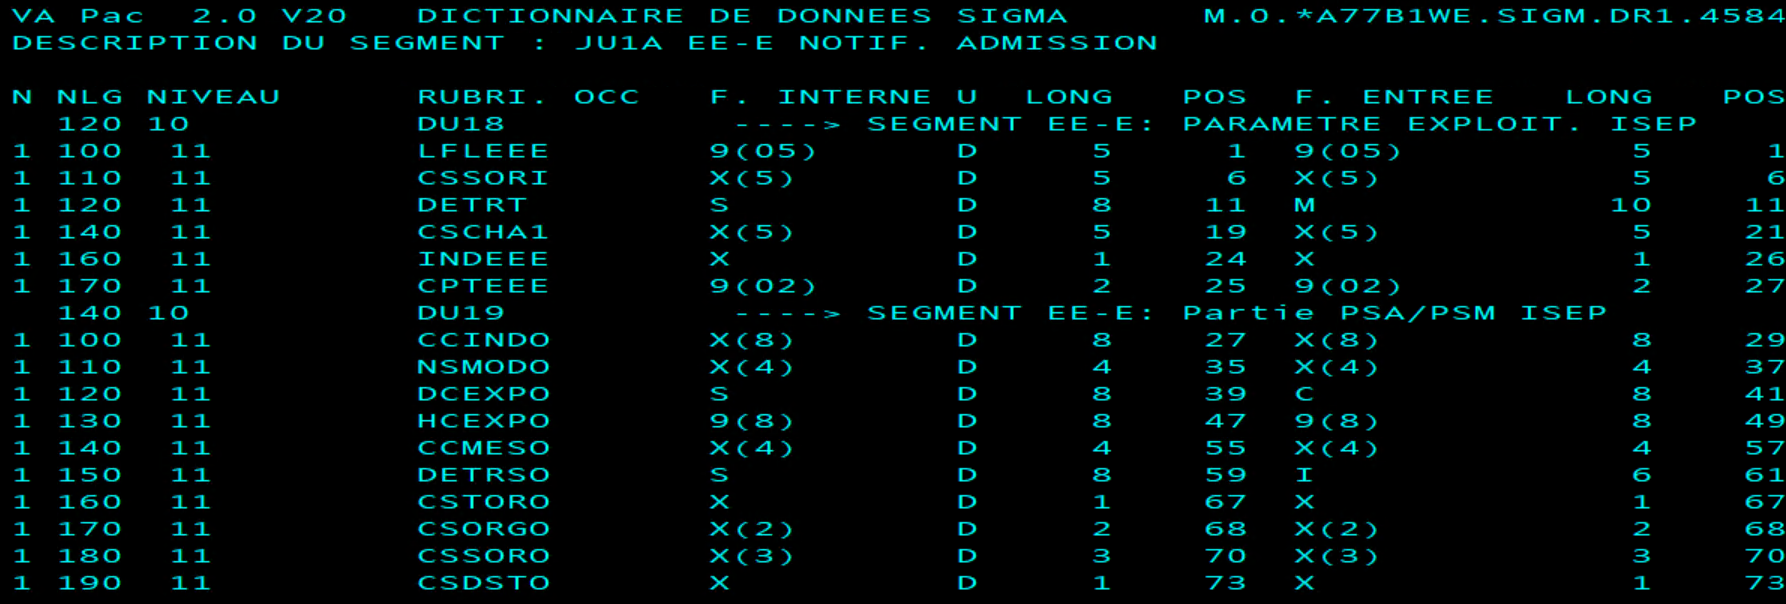 VA Pac  2.0 V20   DICTIONNAIRE DE DONNEES SIGMA      M.O.*A77B1WE.SIGM.DR1.4584
DESCRIPTION DU SEGMENT : JU1A EE-E NOTIF. ADMISSION
N NLG NIVEAU      RUBRI. OCC   F. INTERNE U  LONG   POS  F. ENTREE   LONG   POS
  120 10          DU18          ----> SEGMENT EE-E: PARAMETRE EXPLOIT. ISEP
1 100  11         LFLEEE       9(05)      D     5     1  9(05)          5     1
1 110  11         CSSORI       X(5)       D     5     6  X(5)           5     6
1 120  11         DETRT        S          D     8    11  M             10    11
1 140  11         CSCHA1       X(5)       D     5    19  X(5)           5    21
1 160  11         INDEEE       X          D     1    24  X              1    26
1 170  11         CPTEEE       9(02)      D     2    25  9(02)          2    27
  140 10          DU19          ----> SEGMENT EE-E: Partie PSA/PSM ISEP
1 100  11         CCINDO       X(8)       D     8    27  X(8)           8    29
1 110  11         NSMODO       X(4)       D     4    35  X(4)           4    37
1 120  11         DCEXPO       S          D     8    39  C              8    41
1 130  11         HCEXPO       9(8)       D     8    47  9(8)           8    49
1 140  11         CCMESO       X(4)       D     4    55  X(4)           4    57
1 150  11         DETRSO       S          D     8    59  I              6    61
1 160  11         CSTORO       X          D     1    67  X              1    67
1 170  11         CSORGO       X(2)       D     2    68  X(2)           2    68
1 180  11         CSSORO       X(3)       D     3    70  X(3)           3    70
1 190  11         CSDSTO       X          D     1    73  X              1    73